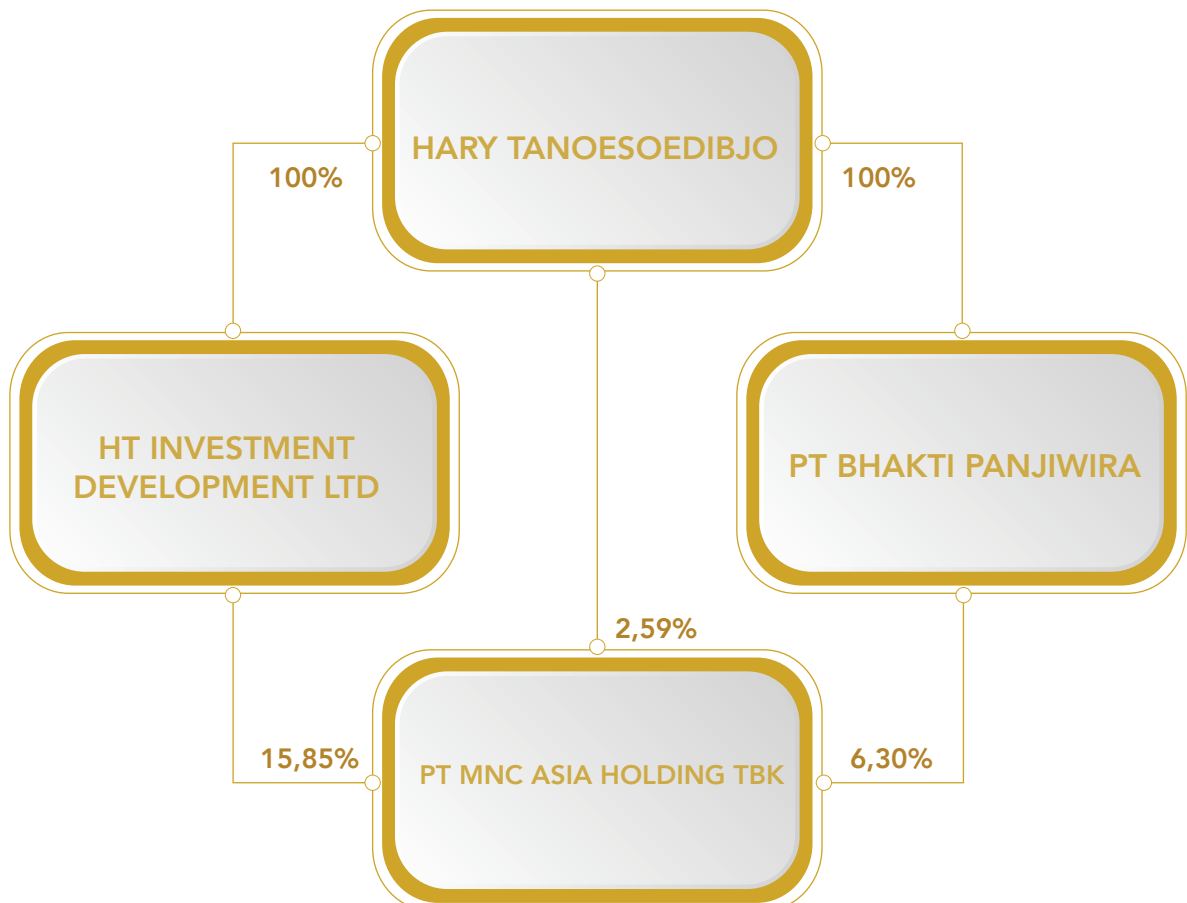 HARY TANOESOEDIBJO
100%
100%
HT INVESTMENT
DEVELOPMENT LTD
PT BHAKTI PANJIWIRA
2,59%
15,85%
PT MNC ASIA HOLDING TBK
6,30%